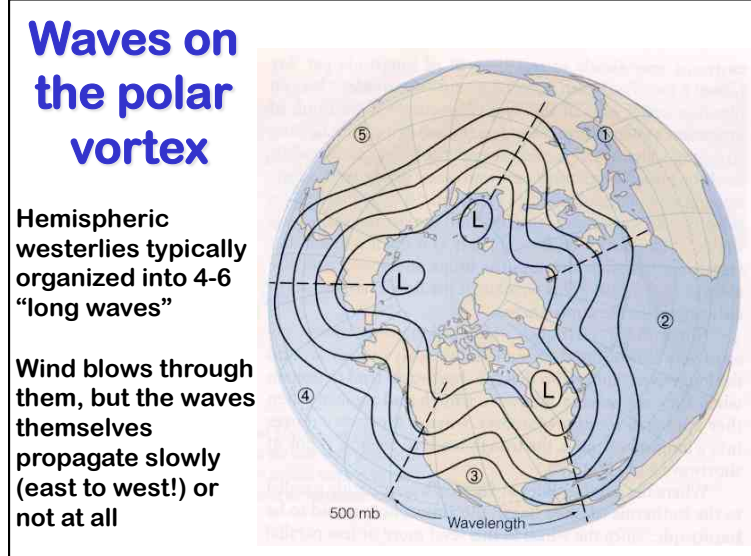 Waves on
the polar
vortex
Hemispheric
westerlies typically
organized into 4-6
“long waves”
Wind blows through
them, but the waves
themselves
propagate slowly
(east to west!) or
not at all
⑤
①
L
L
②
④
L
③
500 mb
Wavelength